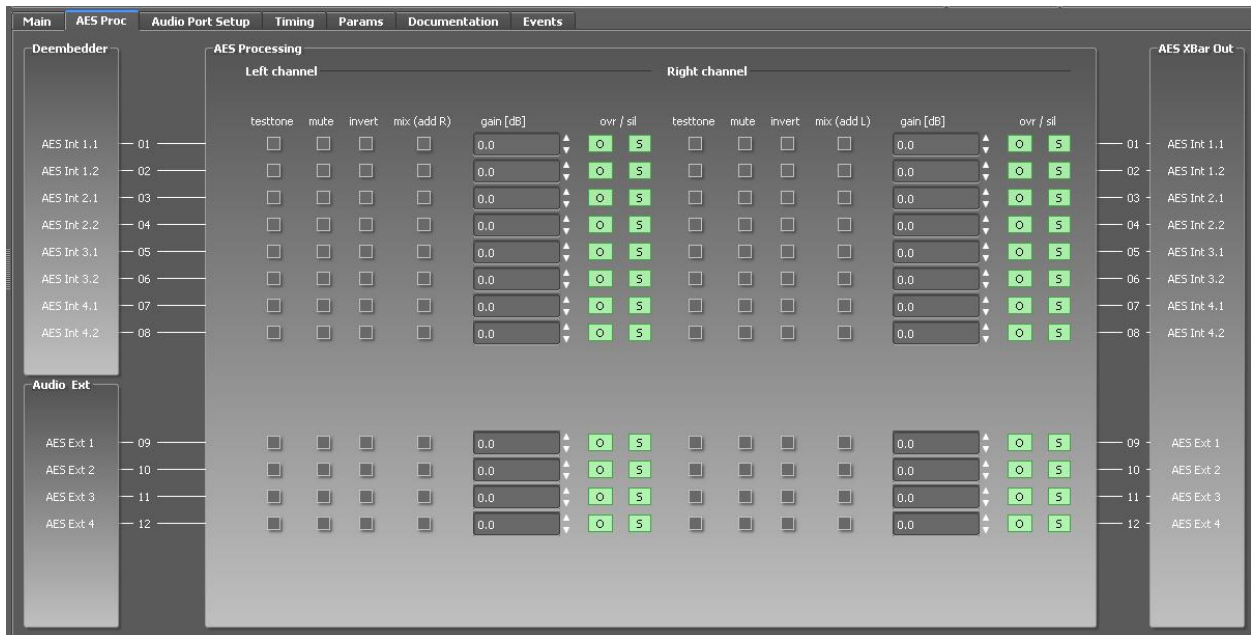 Main AES Proc Audio Port Setup Timing Params Documentation Events
Deembedder AES Processing AES XBar Out
Left channel Right channel
testtone mute invert mix (add R) gain [dB] ovr / sil testtone mute invert mix (add L) gain [dB] ovr / sil
AES Int 1.1 01 0.0 O S 0.0 O S 01 AES Int 1.1
AES Int 1.2 02 0.0 O S 0.0 O S 02 AES Int 1.2
AES Int 2.1 03 0.0 O S 0.0 O S 03 AES Int 2.1
AES Int 2.2 04 0.0 O S 0.0 O S 04 AES Int 2.2
AES Int 3.1 05 0.0 O S 0.0 O S 05 AES Int 3.1
AES Int 3.2 06 0.0 O S 0.0 O S 06 AES Int 3.2
AES Int 4.1 07 0.0 O S 0.0 O S 07 AES Int 4.1
AES Int 4.2 08 0.0 O S 0.0 O S 08 AES Int 4.2
Audio Ext
AES Ext 1 09 0.0 O S 0.0 O S 09 AES Ext 1
AES Ext 2 10 0.0 O S 0.0 O S 10 AES Ext 2
AES Ext 3 11 0.0 O S 0.0 O S 11 AES Ext 3
AES Ext 4 12 0.0 O S 0.0 O S 12 AES Ext 4